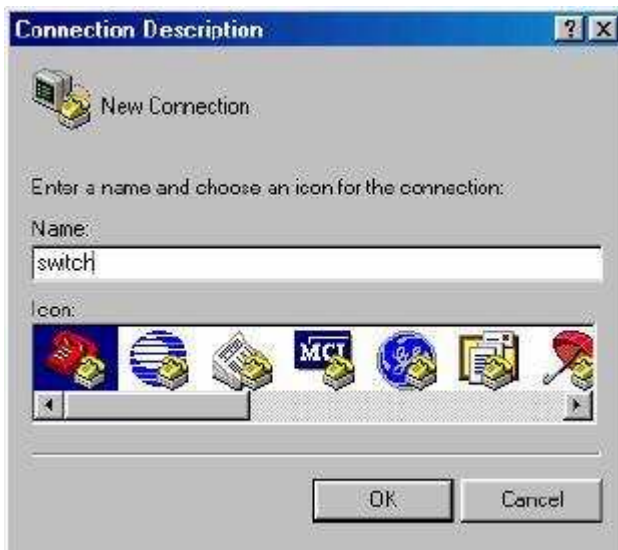 Connection Description
New Connection
Enter a name and choose an icon for the connection:
Name:
switch
Icon:
MCI
OK
Cancel